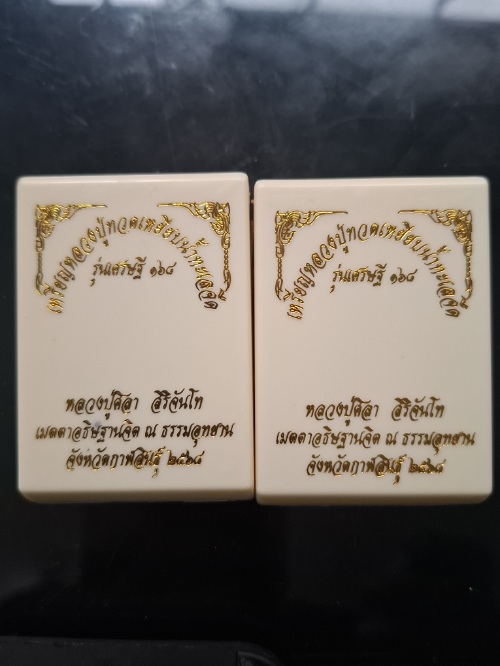 เหรียญหลวงปู่ทวดเหยียบน้ำทะเลจืด
รุ่นเศรษฐี ๑๖๘
หลวงปู่ศิลา สิริจันโท
เมตตาอธิษฐานจิต ณ ธรรมอุทยาน
จังหวัดกาฬสินธุ์ ๒๕๖๘
เหรียญหลวงปู่ทวดเหยียบน้ำทะเลจืด
รุ่นเศรษฐี ๑๖๘
หลวงปู่ศิลา สิริจันโท
เมตตาอธิษฐานจิต ณ ธรรมอุทยาน
จังหวัดกาฬสินธุ์ ๒๕๖๘